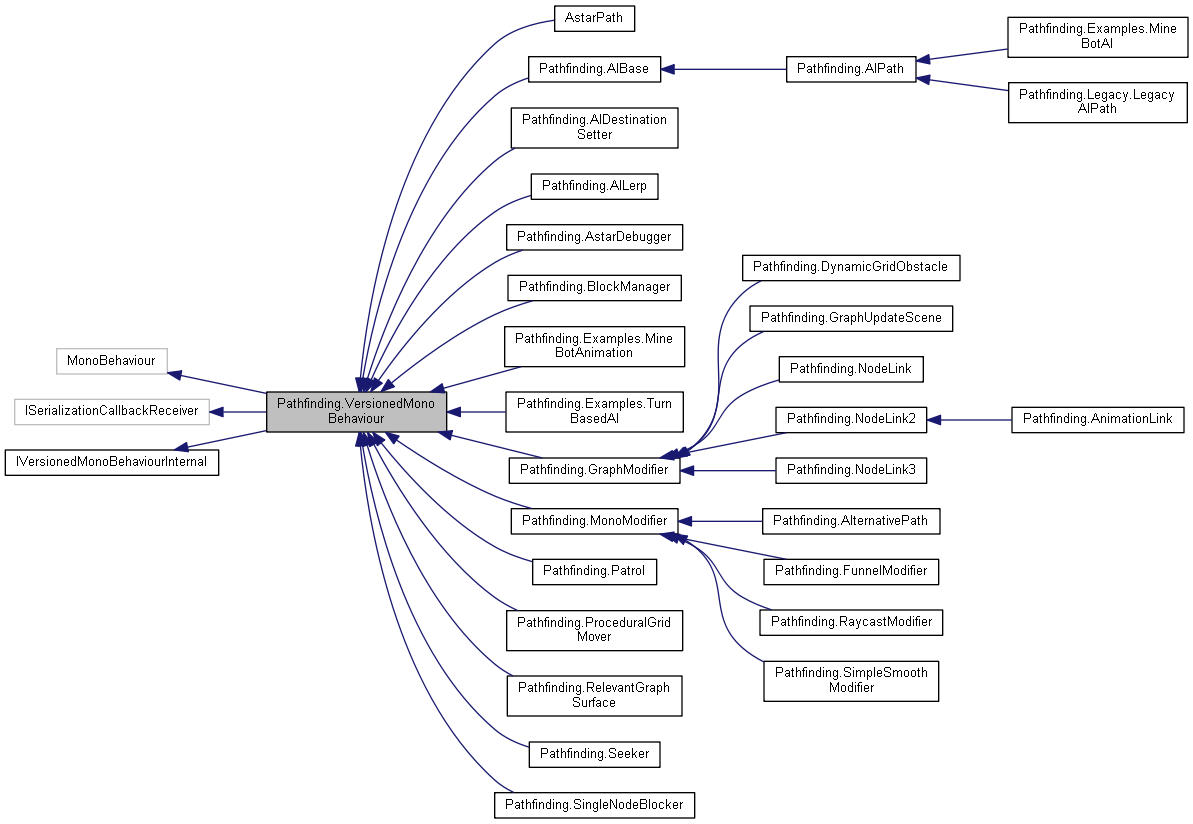 AstarPath
Pathfinding.AIBase
Pathfinding.AIPath
Pathfinding.Examples.Mine
BotAI
Pathfinding.Legacy.Legacy
AIPath
Pathfinding.AIDestination
Setter
Pathfinding.AILerp
Pathfinding.AstarDebugger
Pathfinding.BlockManager
Pathfinding.Examples.Mine
BotAnimation
Pathfinding.Examples.Turn
BasedAI
MonoBehaviour
ISerializationCallbackReceiver
IVersionedMonoBehaviourInternal
Pathfinding.VersionedMono
Behaviour
Pathfinding.GraphModifier
Pathfinding.DynamicGridObstacle
Pathfinding.GraphUpdateScene
Pathfinding.NodeLink
Pathfinding.NodeLink2
Pathfinding.AnimationLink
Pathfinding.NodeLink3
Pathfinding.MonoModifier
Pathfinding.AlternativePath
Pathfinding.FunnelModifier
Pathfinding.RaycastModifier
Pathfinding.SimpleSmooth
Modifier
Pathfinding.Patrol
Pathfinding.ProceduralGrid
Mover
Pathfinding.RelevantGraph
Surface
Pathfinding.Seeker
Pathfinding.SingleNodeBlocker